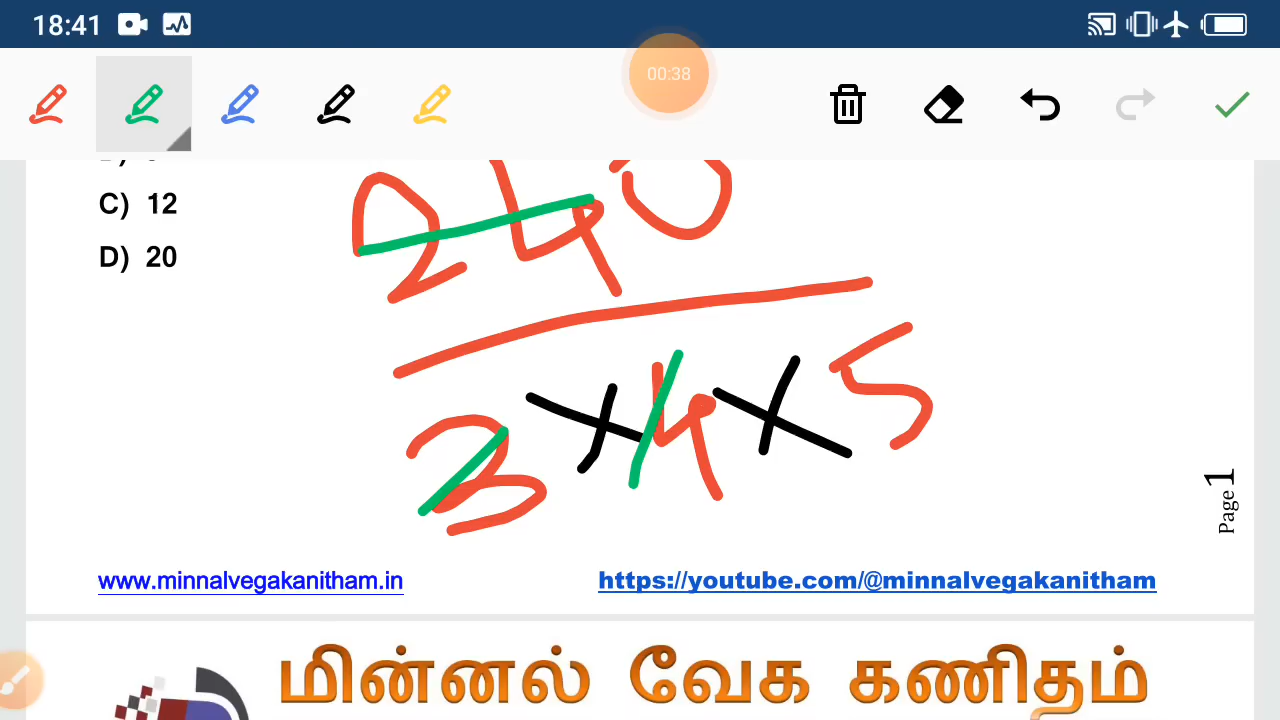 18:41
00:38
C) 12
D) 20
240
3 × 4 × 5
Page 1
www.minnalvegakanitham.in
https://youtube.com/@minnalvegakanitham
மின்னல் வேக கணிதம்